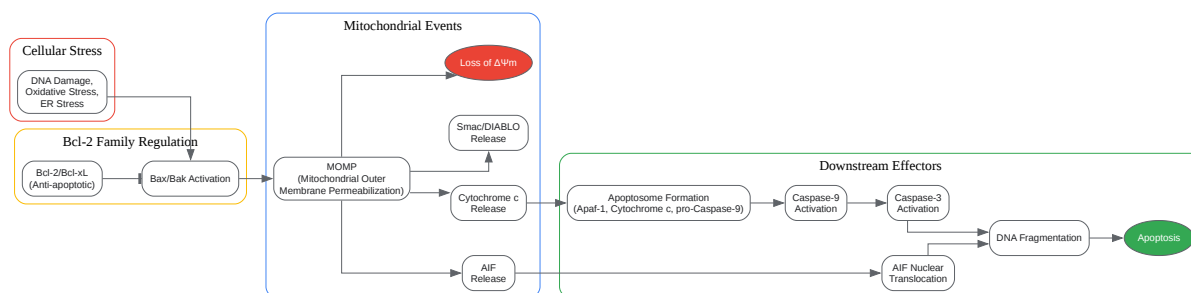 Cellular Stress
DNA Damage,
Oxidative Stress,
ER Stress
Bcl-2 Family Regulation
Bcl-2/Bcl-xL
(Anti-apoptotic)
Bax/Bak Activation
Mitochondrial Events
Loss of ΔΨm
Smac/DIABLO
Release
MOMP
(Mitochondrial Outer
Membrane Permeabilization)
Cytochrome c
Release
AIF
Release
Downstream Effectors
Apoptosome Formation
(Apaf-1, Cytochrome c, pro-Caspase-9)
Caspase-9
Activation
Caspase-3
Activation
DNA Fragmentation
Apoptosis
AIF Nuclear
Translocation